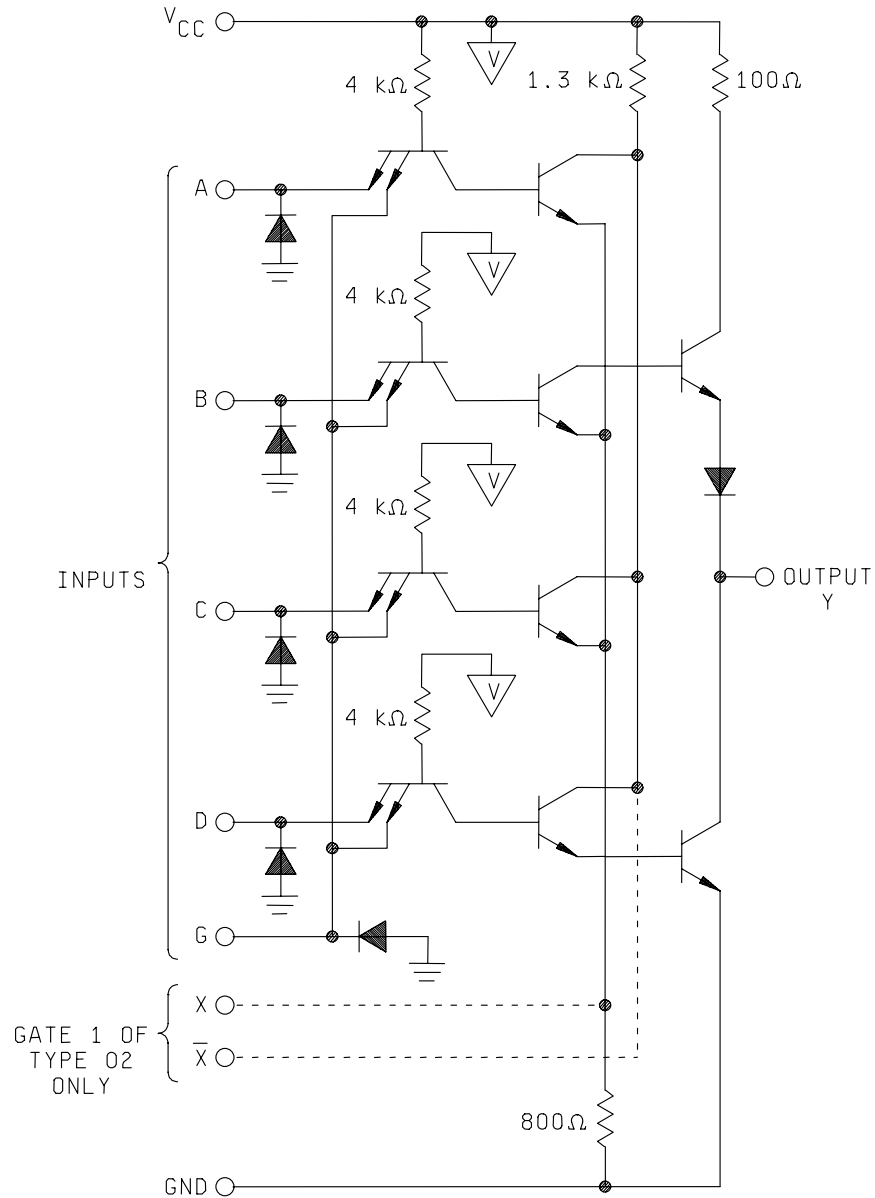 VCC
4 kΩ
V
1.3 kΩ
100Ω
A
4 kΩ
V
B
4 kΩ
V
INPUTS
OUTPUT
Y
C
4 kΩ
V
D
G
X
GATE 1 OF
TYPE 02
ONLY
X̅
800Ω
GND